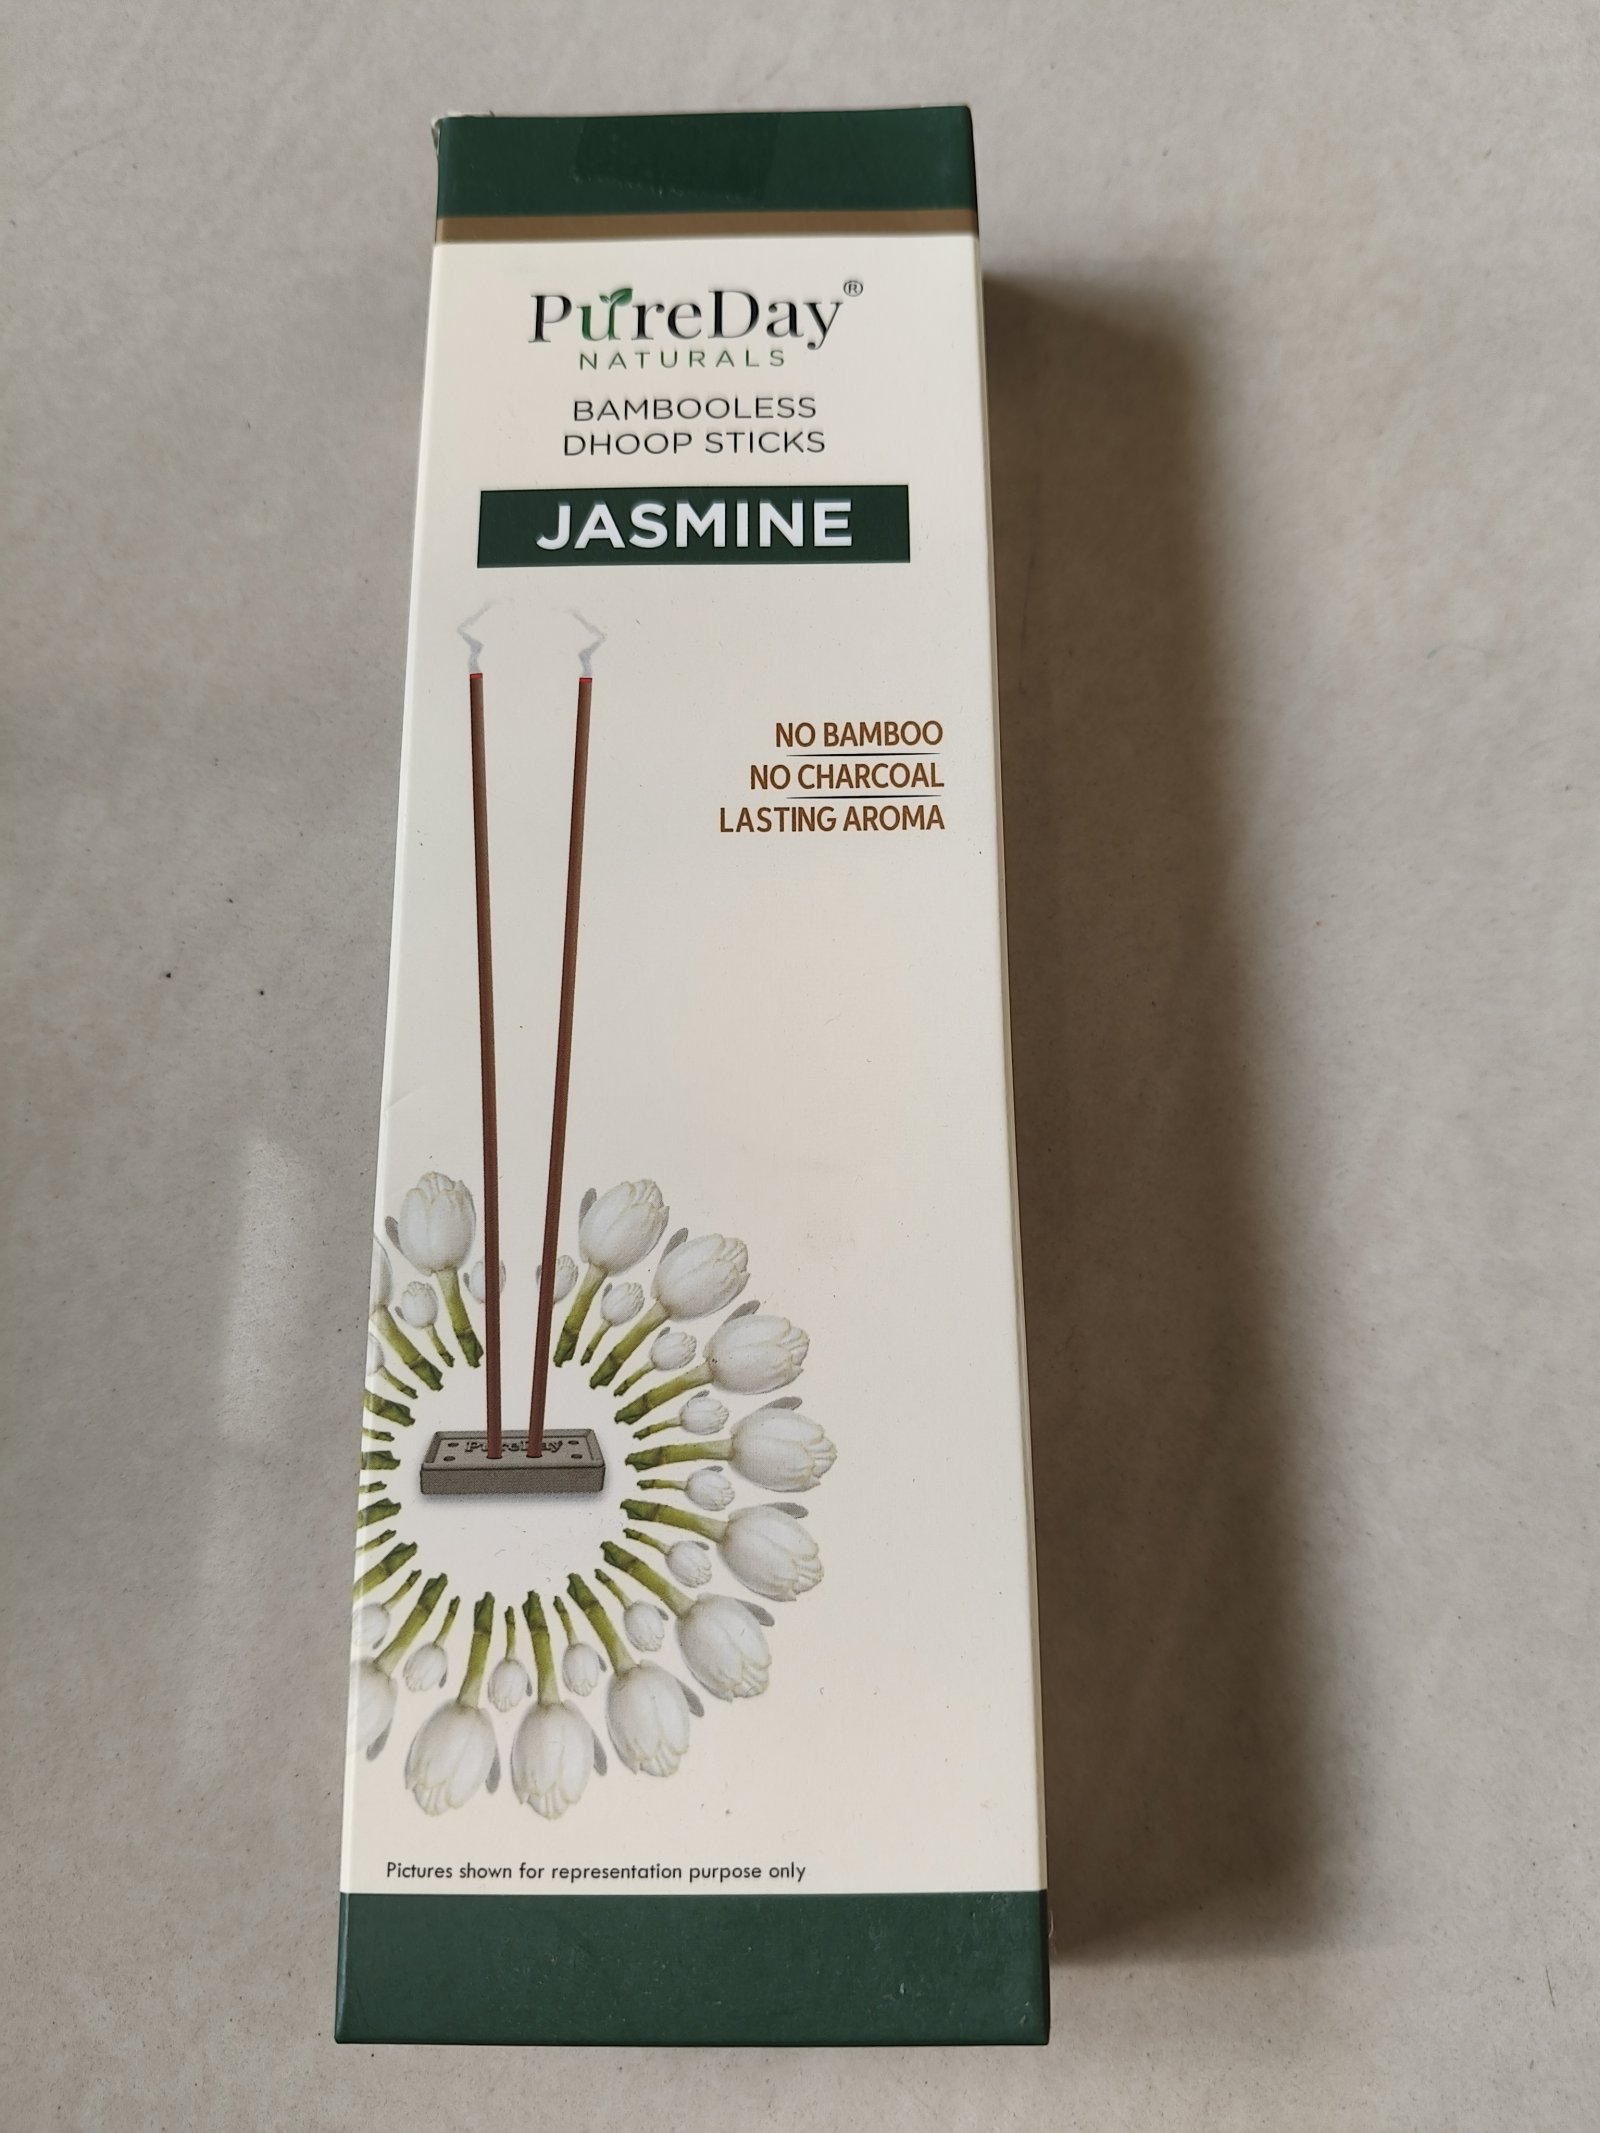 PureDay®
NATURALS
BAMBOOLESS
DHOOP STICKS
JASMINE
NO BAMBOO
NO CHARCOAL
LASTING AROMA
PureDay
Pictures shown for representation purpose only